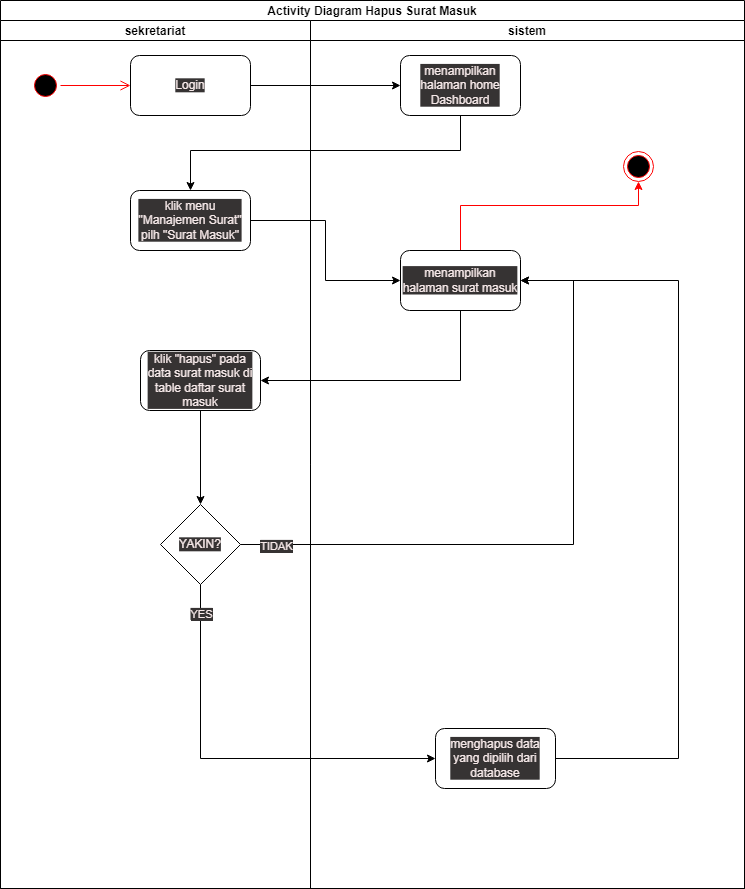 Activity Diagram Hapus Surat Masuk
sekretariat
sistem
Login
menampilkan
halaman home
Dashboard
klik menu
"Manajemen Surat"
pilh "Surat Masuk"
menampilkan
halaman surat masuk
klik "hapus" pada
data surat masuk di
table daftar surat
masuk
YAKIN?
TIDAK
YES
menghapus data
yang dipilih dari
database